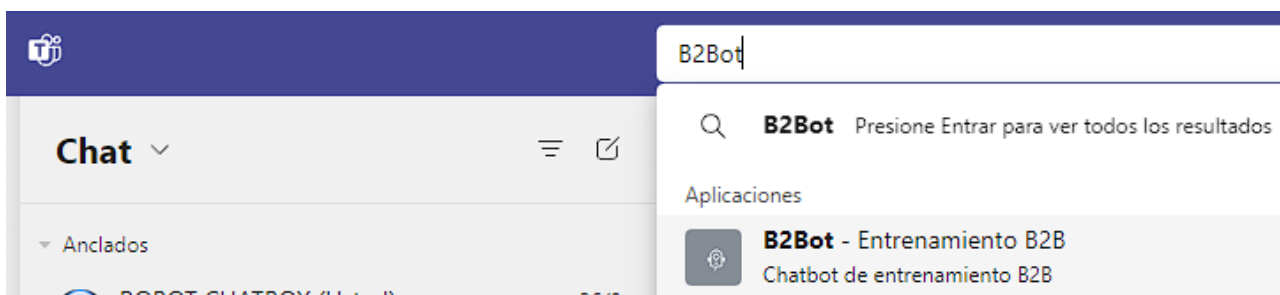 B2Bot
B2Bot Presione Entrar para ver todos los resultados
Chat
Aplicaciones
Anclados
B2Bot - Entrenamiento B2B
Chatbot de entrenamiento B2B